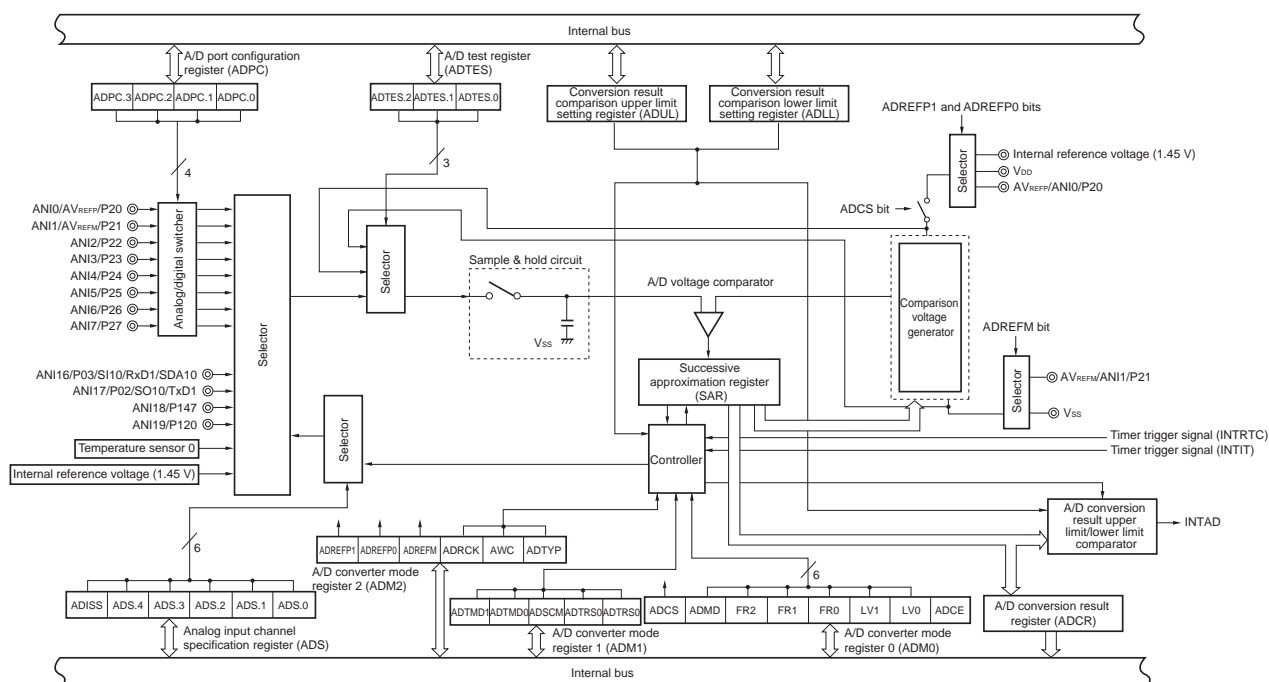 Internal bus
A/D port configuration
register (ADPC)
ADPC.3 ADPC.2 ADPC.1 ADPC.0
4
A/D test register
(ADTES)
ADTES.2 ADTES.1 ADTES.0
3
Conversion result
comparison upper limit
setting register (ADUL)
Conversion result
comparison lower limit
setting register (ADLL)
ADREFP1 and ADREFP0 bits
Selector
Internal reference voltage (1.45 V)
VDD
AVREFP/ANI0/P20
ADCS bit
ANI0/AVREFP/P20
ANI1/AVREFM/P21
ANI2/P22
ANI3/P23
ANI4/P24
ANI5/P25
ANI6/P26
ANI7/P27
Analog/digital switcher
ANI16/P03/SI10/RxD1/SDA10
ANI17/P02/SO10/TxD1
ANI18/P147
ANI19/P120
Temperature sensor 0
Internal reference voltage (1.45 V)
Selector
Selector
Sample & hold circuit
VSS
A/D voltage comparator
Comparison
voltage
generator
ADREFM bit
Selector
AVREFM/ANI1/P21
VSS
Successive
approximation register
(SAR)
Selector
Controller
Timer trigger signal (INTRTC)
Timer trigger signal (INTIT)
A/D conversion
result upper
limit/lower limit
comparator
INTAD
6
ADISS ADS.4 ADS.3 ADS.2 ADS.1 ADS.0
Analog input channel
specification register (ADS)
ADREFP1 ADREFP0 ADREFM ADRCK AWC ADTYP
A/D converter mode
register 2 (ADM2)
ADTMD1 ADTMD0 ADSCM ADTRS0 ADTRS0
A/D converter mode
register 1 (ADM1)
6
ADCS ADMD FR2 FR1 FR0 LV1 LV0 ADCE
A/D converter mode
register 0 (ADM0)
A/D conversion result
register (ADCR)
Internal bus